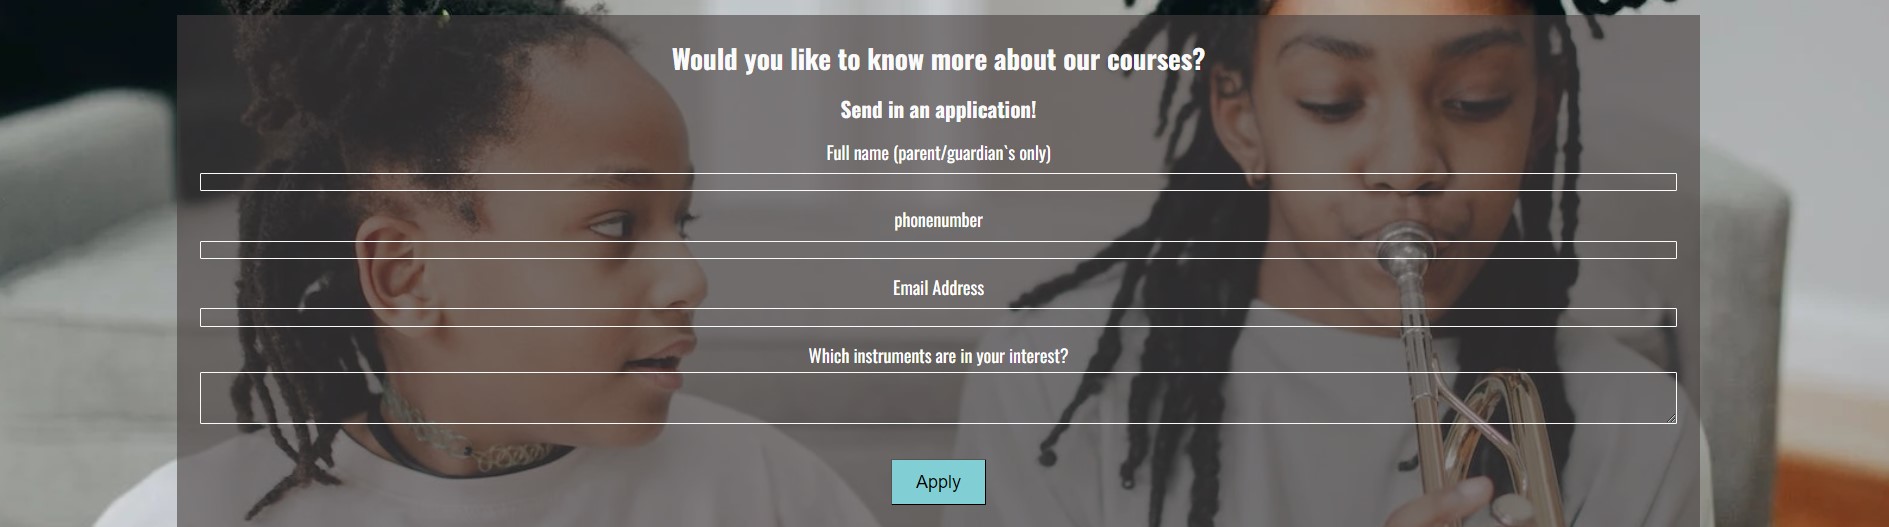 Would you like to know more about our courses?
Send in an application!
Full name (parent/guardian`s only)
phonenumber
Email Address
Which instruments are in your interest?
Apply